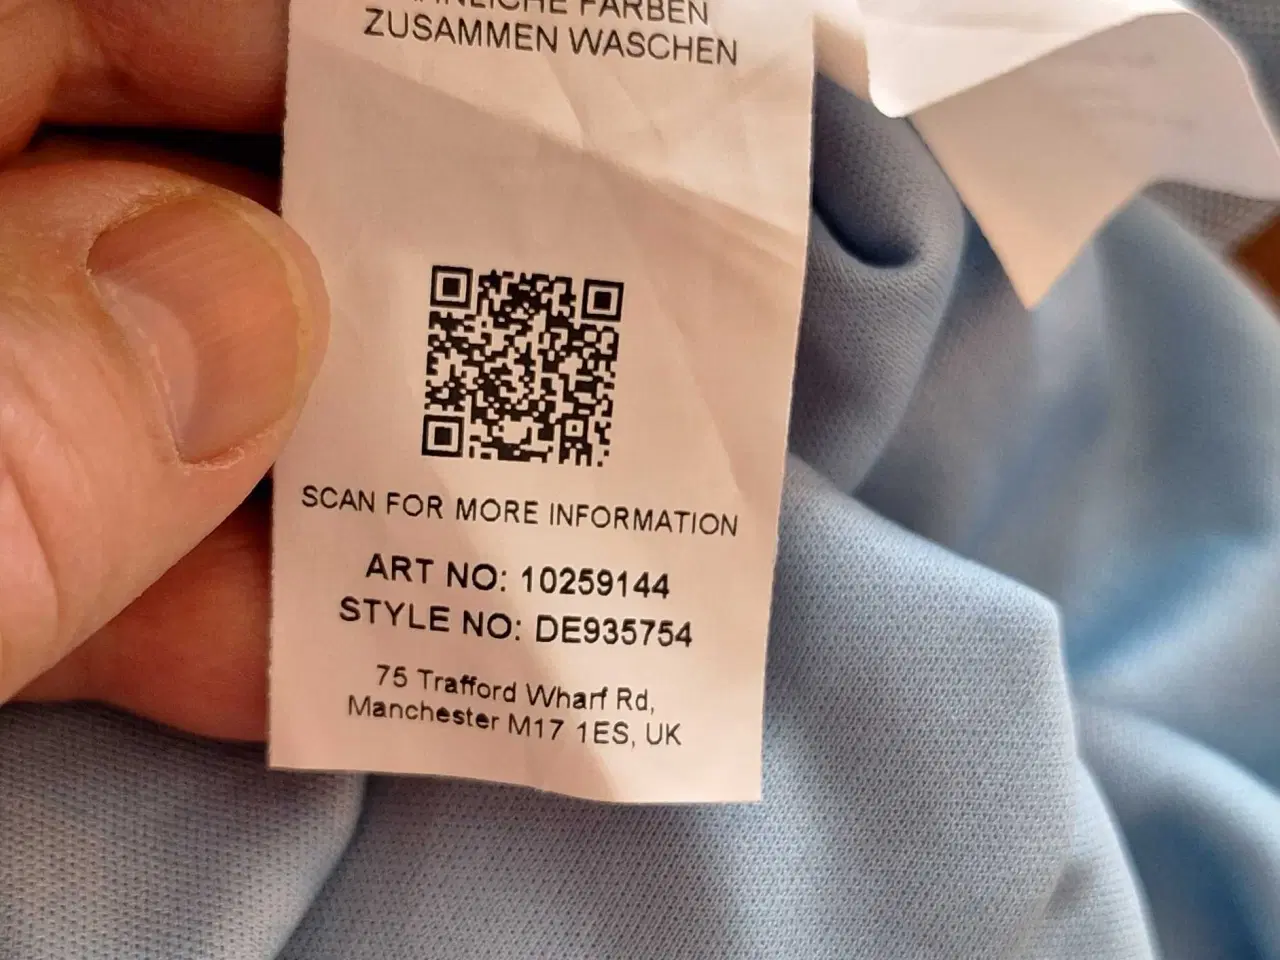 FARBEN
ZUSAMMEN WASCHEN
SCAN FOR MORE INFORMATION
ART NO: 10259144
STYLE NO: DE935754
75 Trafford Wharf Rd,
Manchester M17 1ES, UK